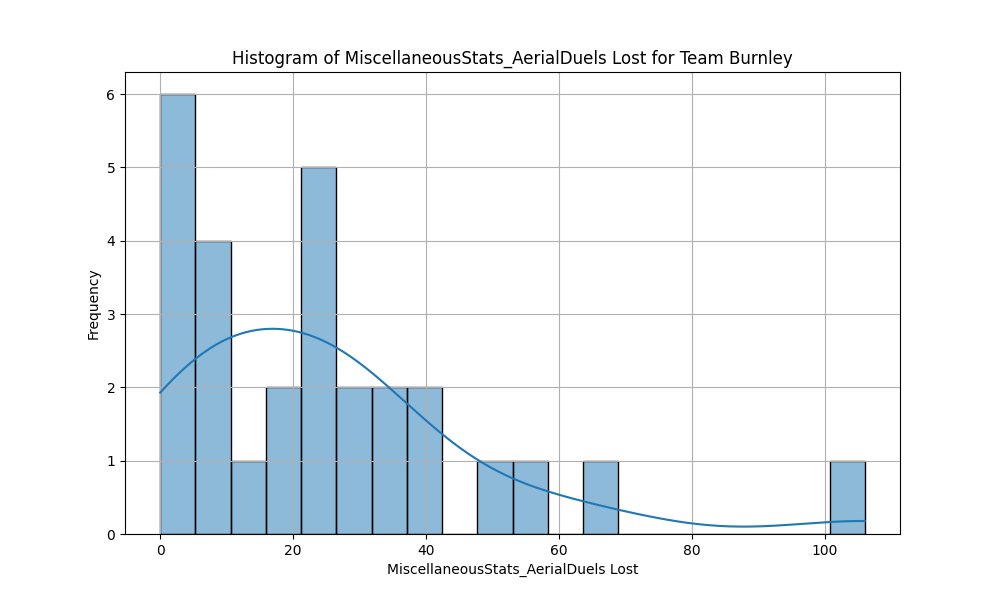 Histogram of MiscellaneousStats_AerialDuels Lost for Team Burnley
6
5
4
3
2
1
0
Frequency
0 20 40 60 80 100
MiscellaneousStats_AerialDuels Lost